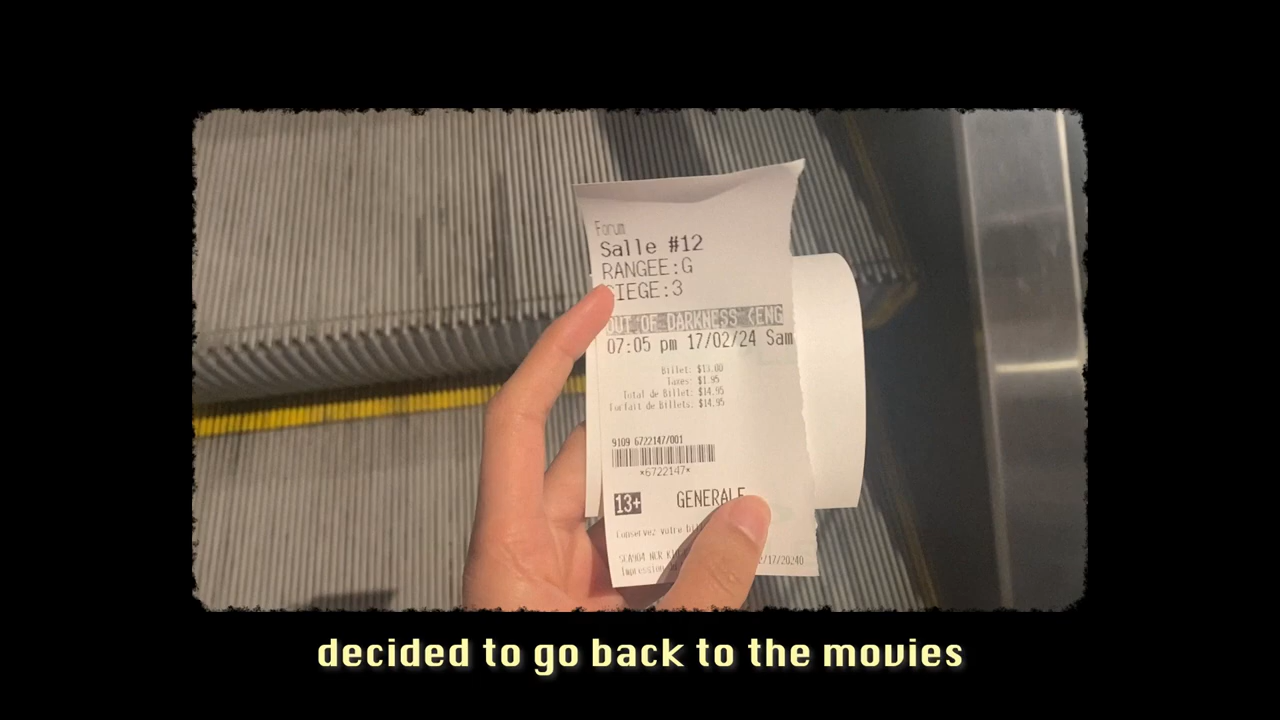 Forum
Salle #12
RANGEE:G
SIEGE:3
OUT OF DARKNESS (ENG
07:05 pm 17/02/24 Sam
Billet: $13.00
Taxes: $1.95
Total de Billet: $14.95
Forfait de Billets: $14.95
9109 6722147/001
*6722147*
13+ GENERALE
Conservez votre
decided to go back to the movies